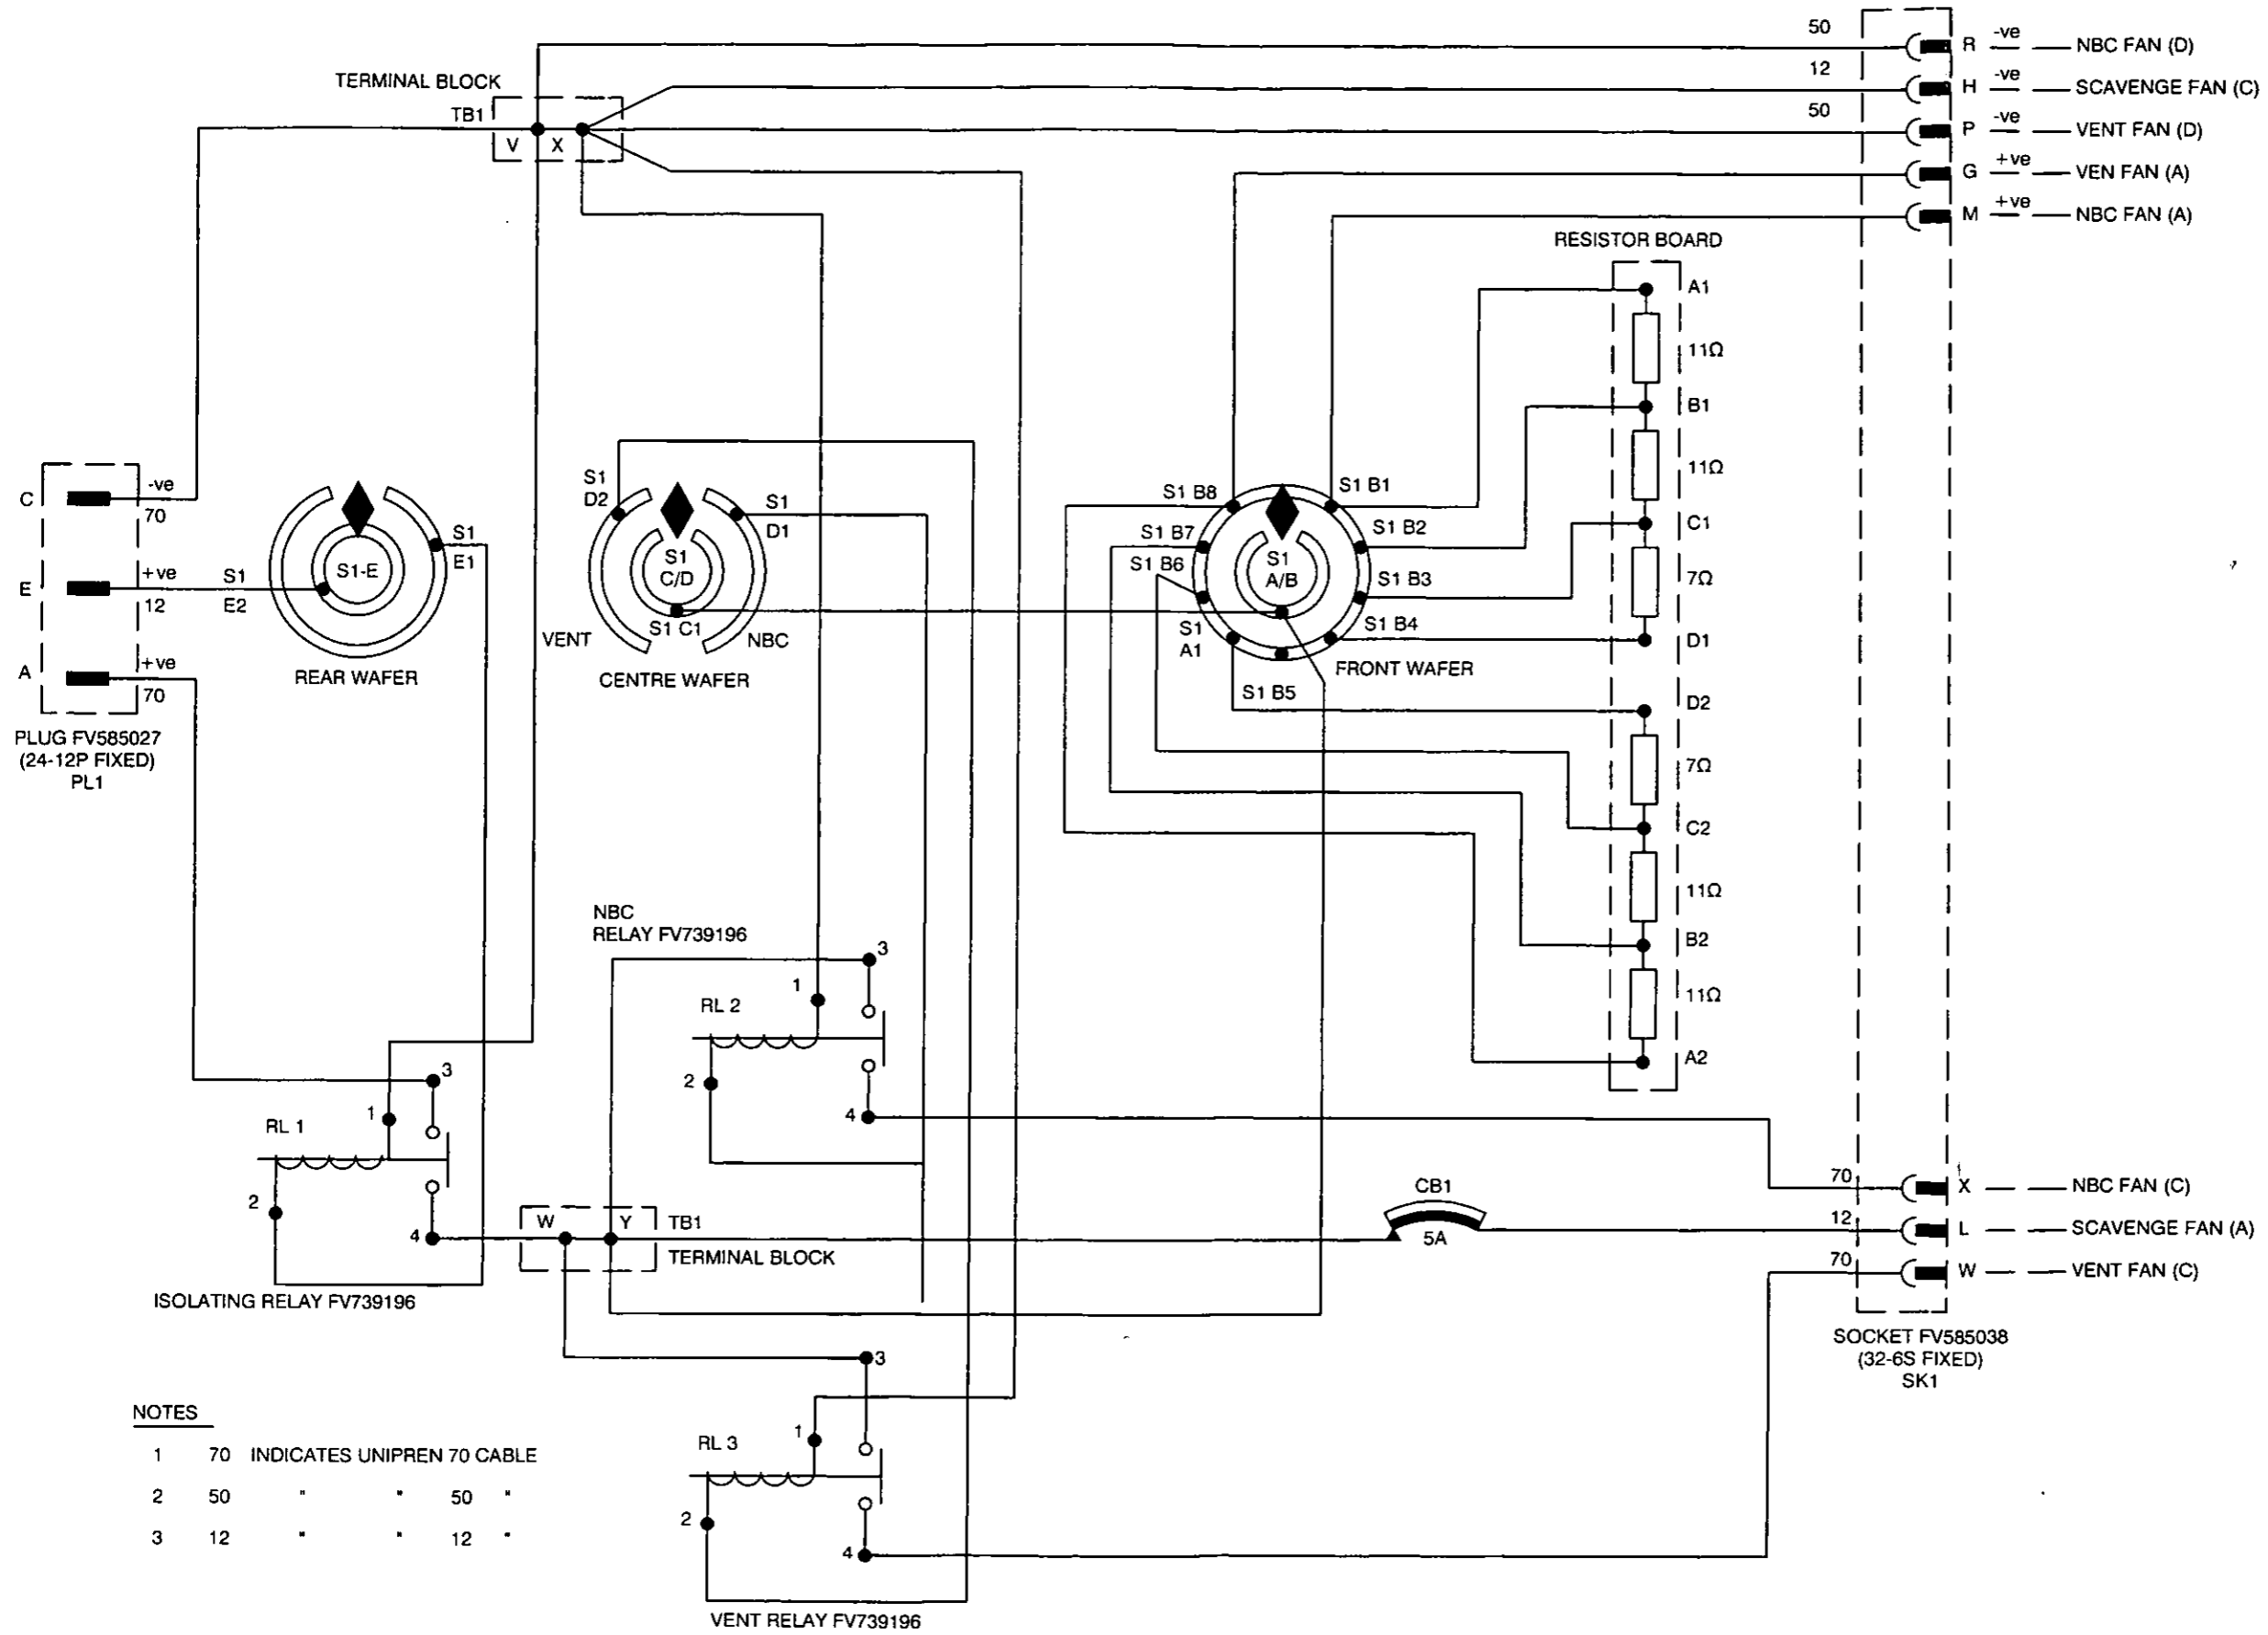 50
R
-ve
NBC FAN (D)
12
H
-ve
SCAVENGE FAN (C)
50
P
-ve
VENT FAN (D)
G
+ve
VEN FAN (A)
M
+ve
NBC FAN (A)
TERMINAL BLOCK
TB1
V
X
RESISTOR BOARD
A1
11Ω
B1
11Ω
C1
7Ω
D1
D2
7Ω
C2
11Ω
B2
11Ω
A2
C
-ve
70
E
+ve
12
A
+ve
70
PLUG FV585027
(24-12P FIXED)
PL1
S1
E2
S1-E
S1
E1
REAR WAFER
S1
D2
S1
C/D
S1
D1
S1 C1
VENT
NBC
CENTRE WAFER
S1 B8
S1 B1
S1 B7
S1 B2
S1 B6
S1
A/B
S1 B3
S1
A1
S1 B4
S1 B5
FRONT WAFER
NBC
RELAY FV739196
RL 2
1
3
2
4
RL 1
1
3
2
4
ISOLATING RELAY FV739196
W
Y
TB1
TERMINAL BLOCK
CB1
5A
70
X
NBC FAN (C)
12
L
SCAVENGE FAN (A)
70
W
VENT FAN (C)
SOCKET FV585038
(32-6S FIXED)
SK1
RL 3
1
3
2
4
VENT RELAY FV739196
NOTES
1 70 INDICATES UNIPREN 70 CABLE
2 50 " " 50 "
3 12 " " 12 "